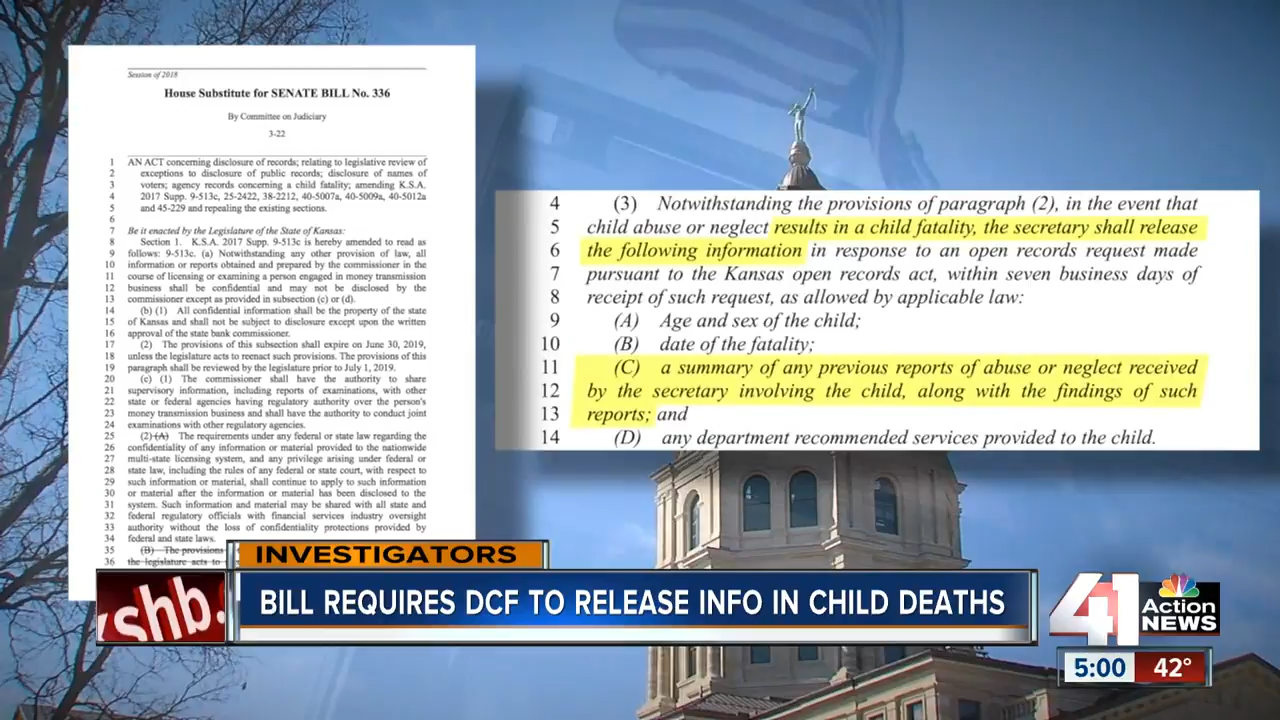 Session of 2018
House Substitute for SENATE BILL No. 336
By Committee on Judiciary
3-22
1 AN ACT concerning disclosure of records; relating to legislative review of
2 exceptions to disclosure of public records; disclosure of names of
3 voters; agency records concerning a child fatality; amending K.S.A.
4 2017 Supp. 9-513c, 25-2422, 38-2212, 40-5007a, 40-5009a, 40-5012a
5 and 45-229 and repealing the existing sections.
6
7 Be it enacted by the Legislature of the State of Kansas:
8 Section 1. K.S.A. 2017 Supp. 9-513c is hereby amended to read as
9 follows: 9-513c. (a) Notwithstanding any other provision of law, all
10 information or reports obtained and prepared by the commissioner in the
11 course of licensing or examining a person engaged in money transmission
12 business shall be confidential and may not be disclosed by the
13 commissioner except as provided in subsection (c) or (d).
14 (b) (1) All confidential information shall be the property of the state
15 of Kansas and shall not be subject to disclosure except upon the written
16 approval of the state bank commissioner.
17 (2) The provisions of this subsection shall expire on June 30, 2019,
18 unless the legislature acts to reenact such provisions. The provisions of this
19 paragraph shall be reviewed by the legislature prior to July 1, 2019.
20 (c) (1) The commissioner shall have the authority to share
21 supervisory information, including reports of examinations, with other
22 state or federal agencies having regulatory authority over the person's
23 money transmission business and shall have the authority to conduct joint
24 examinations with other regulatory agencies.
25 (2)(A) The requirements under any federal or state law regarding the
26 confidentiality of any information or material provided to the nationwide
27 multi-state licensing system, and any privilege arising under federal or
28 state law, including the rules of any federal or state court, with respect to
29 such information or material, shall continue to apply to such information
30 or material after the information or material has been disclosed to the
31 system. Such information and material may be shared with all state and
32 federal regulatory officials with financial services industry oversight
33 authority without the loss of confidentiality protections provided by
34 federal and state laws.
35 (B) The provisions
36 the legislature acts to
4 (3) Notwithstanding the provisions of paragraph (2), in the event that
5 child abuse or neglect results in a child fatality, the secretary shall release
6 the following information in response to an open records request made
7 pursuant to the Kansas open records act, within seven business days of
8 receipt of such request, as allowed by applicable law:
9 (A) Age and sex of the child;
10 (B) date of the fatality;
11 (C) a summary of any previous reports of abuse or neglect received
12 by the secretary involving the child, along with the findings of such
13 reports; and
14 (D) any department recommended services provided to the child.
INVESTIGATORS
kshb.
BILL REQUIRES DCF TO RELEASE INFO IN CHILD DEATHS
41 Action NEWS
5:00 42°